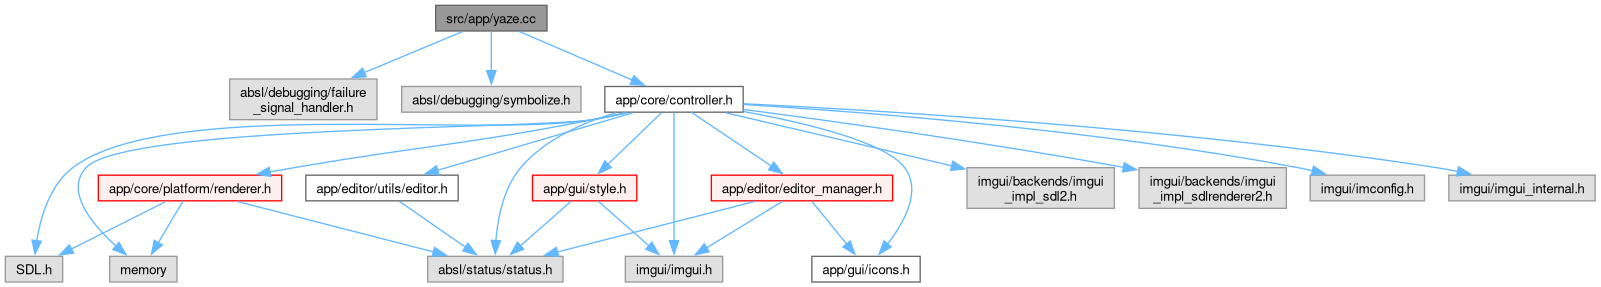 src/app/yaze.cc
absl/debugging/failure
_signal_handler.h
absl/debugging/symbolize.h
app/core/controller.h
app/core/platform/renderer.h
app/editor/utils/editor.h
app/gui/style.h
app/editor/editor_manager.h
imgui/backends/imgui
_impl_sdl2.h
imgui/backends/imgui
_impl_sdlrenderer2.h
imgui/imconfig.h
imgui/imgui_internal.h
SDL.h
memory
absl/status/status.h
imgui/imgui.h
app/gui/icons.h